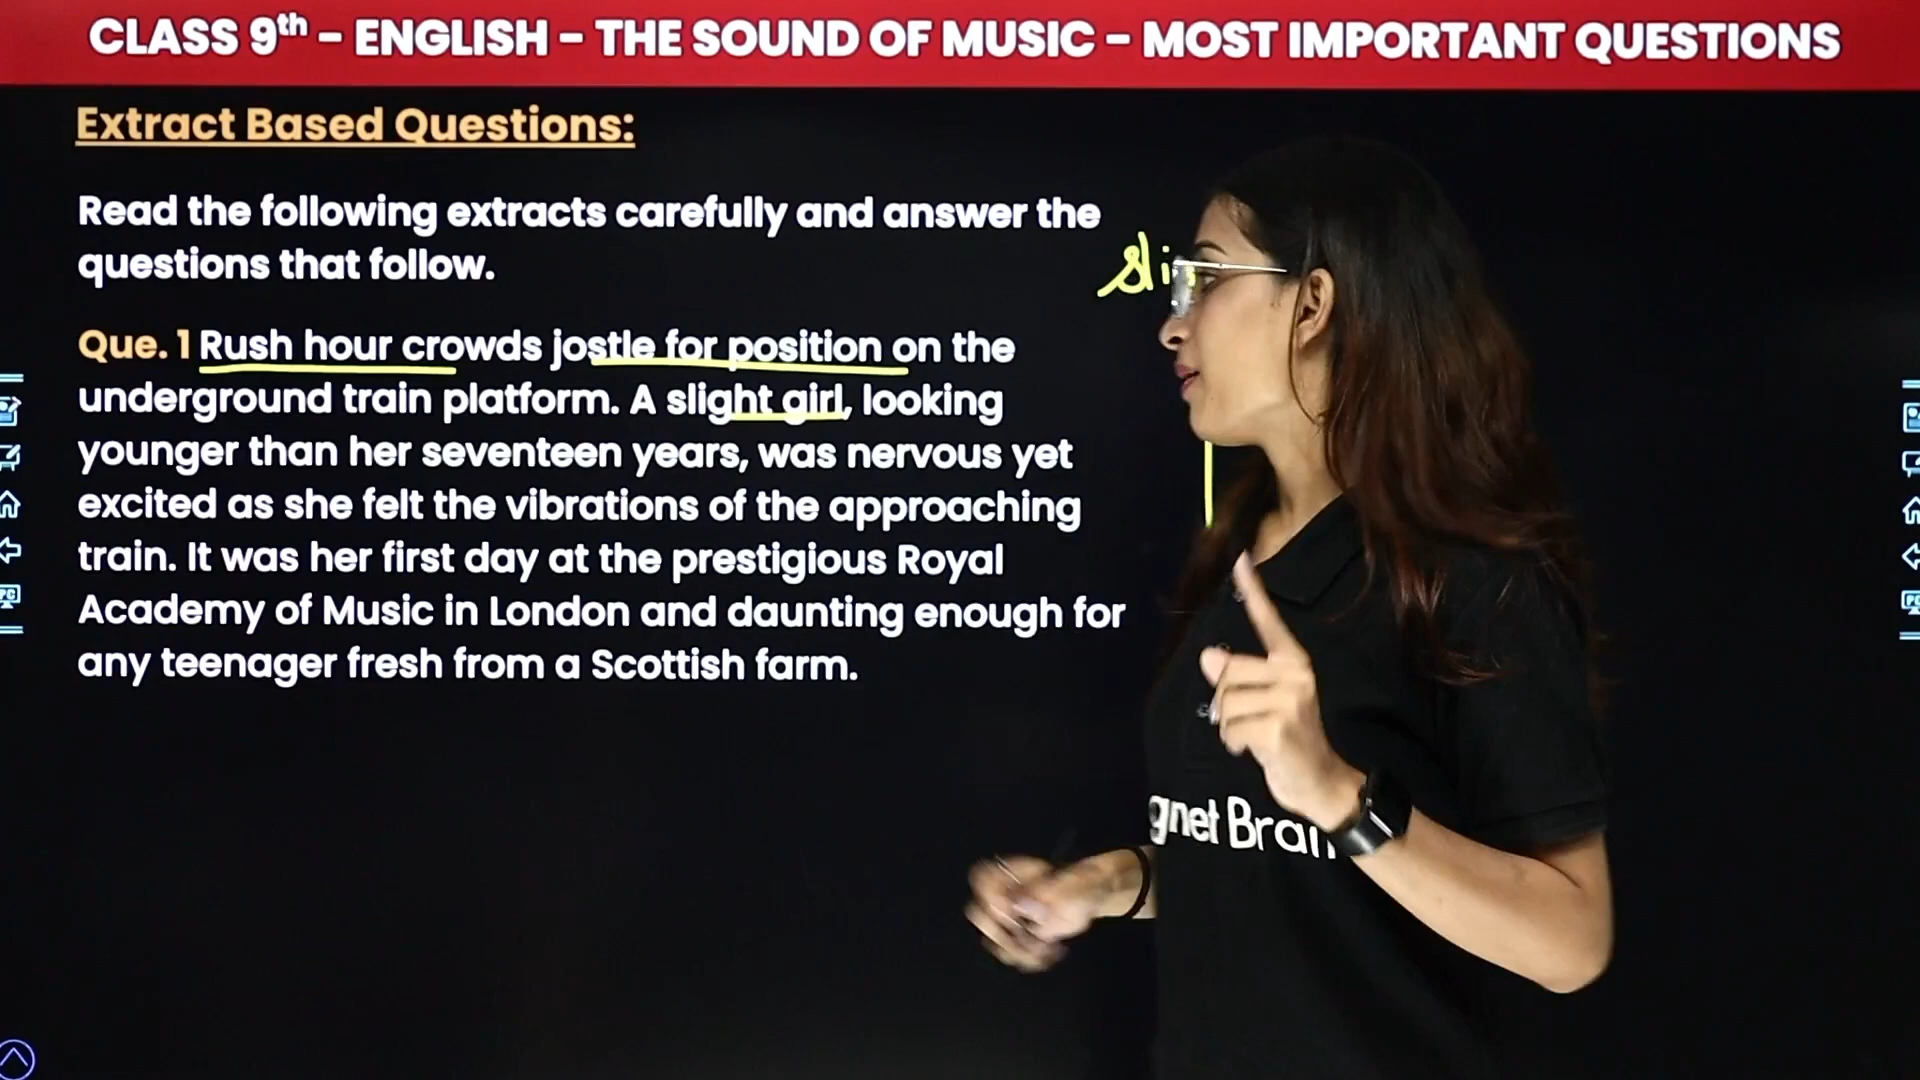 CLASS 9th - ENGLISH - THE SOUND OF MUSIC - MOST IMPORTANT QUESTIONS
Extract Based Questions:
Read the following extracts carefully and answer the
questions that follow.
Que. 1 Rush hour crowds jostle for position on the
underground train platform. A slight girl, looking
younger than her seventeen years, was nervous yet
excited as she felt the vibrations of the approaching
train. It was her first day at the prestigious Royal
Academy of Music in London and daunting enough for
any teenager fresh from a Scottish farm.